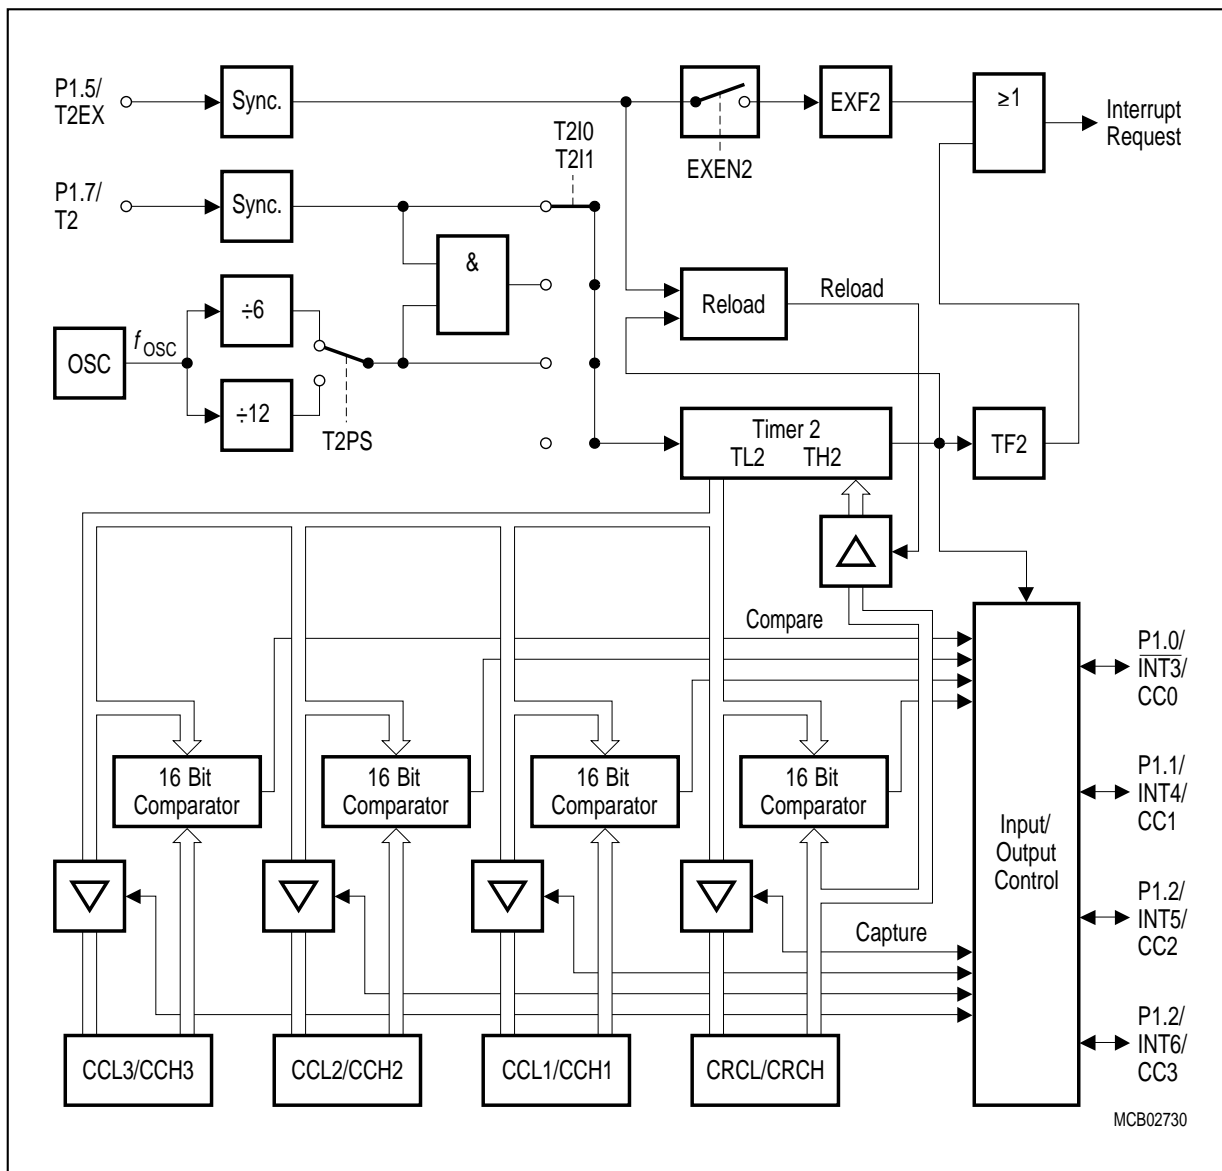 P1.5/
T2EX
Sync.
EXF2
≥1
Interrupt
Request
T2I0
T2I1
EXEN2
P1.7/
T2
Sync.
&
÷6
Reload
Reload
OSC
f OSC
÷12
T2PS
Timer 2
TL2 TH2
TF2
Compare
P1.0/
INT3/
CC0
16 Bit
Comparator
16 Bit
Comparator
16 Bit
Comparator
16 Bit
Comparator
P1.1/
INT4/
CC1
Input/
Output
Control
P1.2/
INT5/
CC2
Capture
P1.2/
INT6/
CC3
CCL3/CCH3
CCL2/CCH2
CCL1/CCH1
CRCL/CRCH
MCB02730